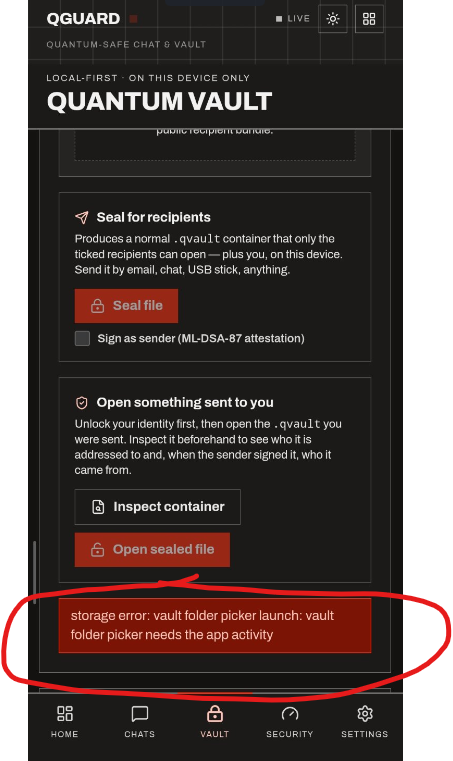 QGUARD
LIVE
QUANTUM-SAFE CHAT & VAULT
LOCAL-FIRST · ON THIS DEVICE ONLY
QUANTUM VAULT
public recipient bundle.
Seal for recipients
Produces a normal .qvault container that only the
ticked recipients can open — plus you, on this device.
Send it by email, chat, USB stick, anything.
Seal file
Sign as sender (ML-DSA-87 attestation)
Open something sent to you
Unlock your identity first, then open the .qvault you
were sent. Inspect it beforehand to see who it is
addressed to and, when the sender signed it, who it
came from.
Inspect container
Open sealed file
storage error: vault folder picker launch: vault
folder picker needs the app activity
HOME
CHATS
VAULT
SECURITY
SETTINGS